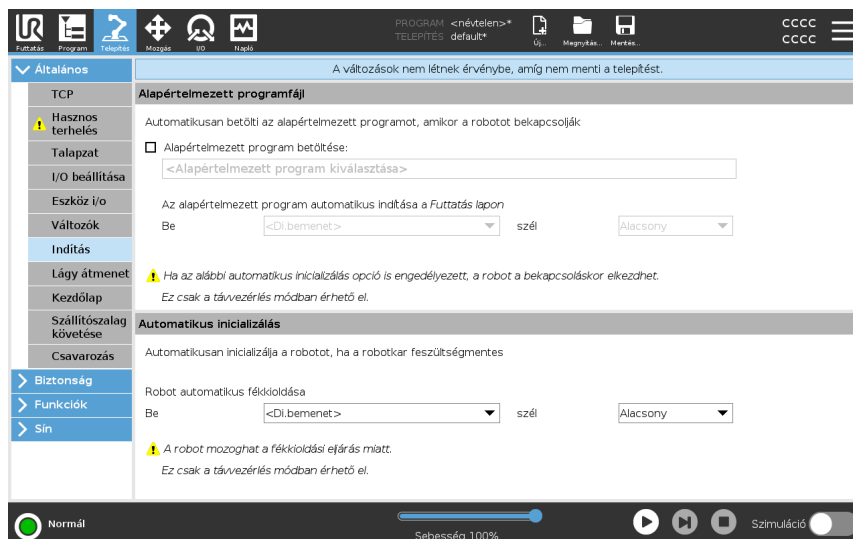 PROGRAM <névtelen>*
TELEPÍTÉS default*
Futtatás Program Telepítés Mozgás I/O Napló Új... Megnyitás... Mentés...
CCCC
CCCC
Általános
TCP
Hasznos
terhelés
Talapzat
I/O beállítása
Eszköz i/o
Változók
Indítás
Lágy átmenet
Kezdőlap
Szállítószalag
követése
Csavarozás
Biztonság
Funkciók
Sín
A változások nem létnek érvénybe, amíg nem menti a telepítést.
Alapértelmezett programfájl
Automatikusan betölti az alapértelmezett programot, amikor a robotot bekapcsolják
Alapértelmezett program betöltése:
<Alapértelmezett program kiválasztása>
Az alapértelmezett program automatikus indítása a Futtatás lapon
Be <Di.bemenet> szél Alacsony
Ha az alábbi automatikus inicializálás opció is engedélyezett, a robot a bekapcsoláskor elkezdhet.
Ez csak a távvezérlés módban érhető el.
Automatikus inicializálás
Automatikusan inicializálja a robotot, ha a robotkar feszültségmentes
Robot automatikus fékkioldása
Be <Di.bemenet> szél Alacsony
A robot mozoghat a fékkioldási eljárás miatt.
Ez csak a távvezérlés módban érhető el.
Normál
Sebesség 100%
Szimuláció